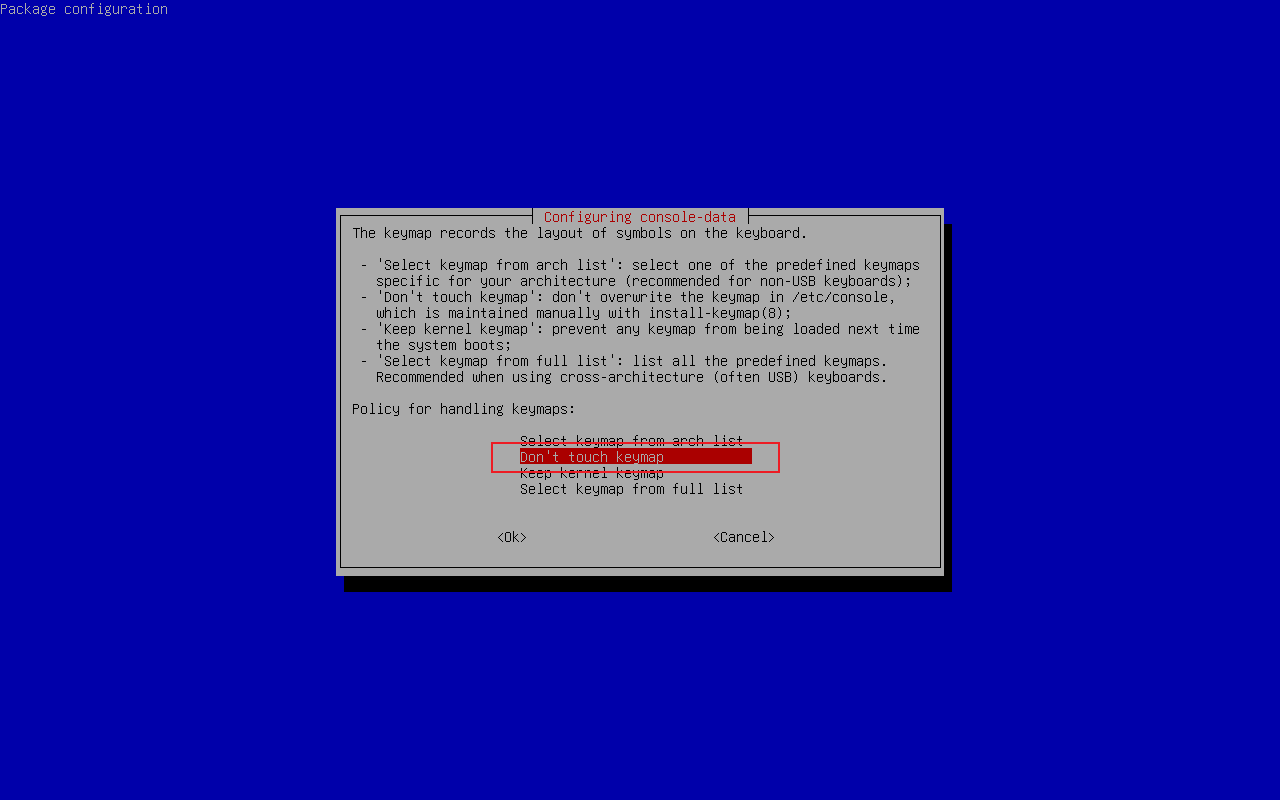 Package configuration
Configuring console-data
The keymap records the layout of symbols on the keyboard.
- 'Select keymap from arch list': select one of the predefined keymaps
specific for your architecture (recommended for non-USB keyboards);
- 'Don't touch keymap': don't overwrite the keymap in /etc/console,
which is maintained manually with install-keymap(8);
- 'Keep kernel keymap': prevent any keymap from being loaded next time
the system boots;
- 'Select keymap from full list': list all the predefined keymaps.
Recommended when using cross-architecture (often USB) keyboards.
Policy for handling keymaps:
Select keymap from arch list
Don't touch keymap
Keep kernel keymap
Select keymap from full list
<Ok> <Cancel>